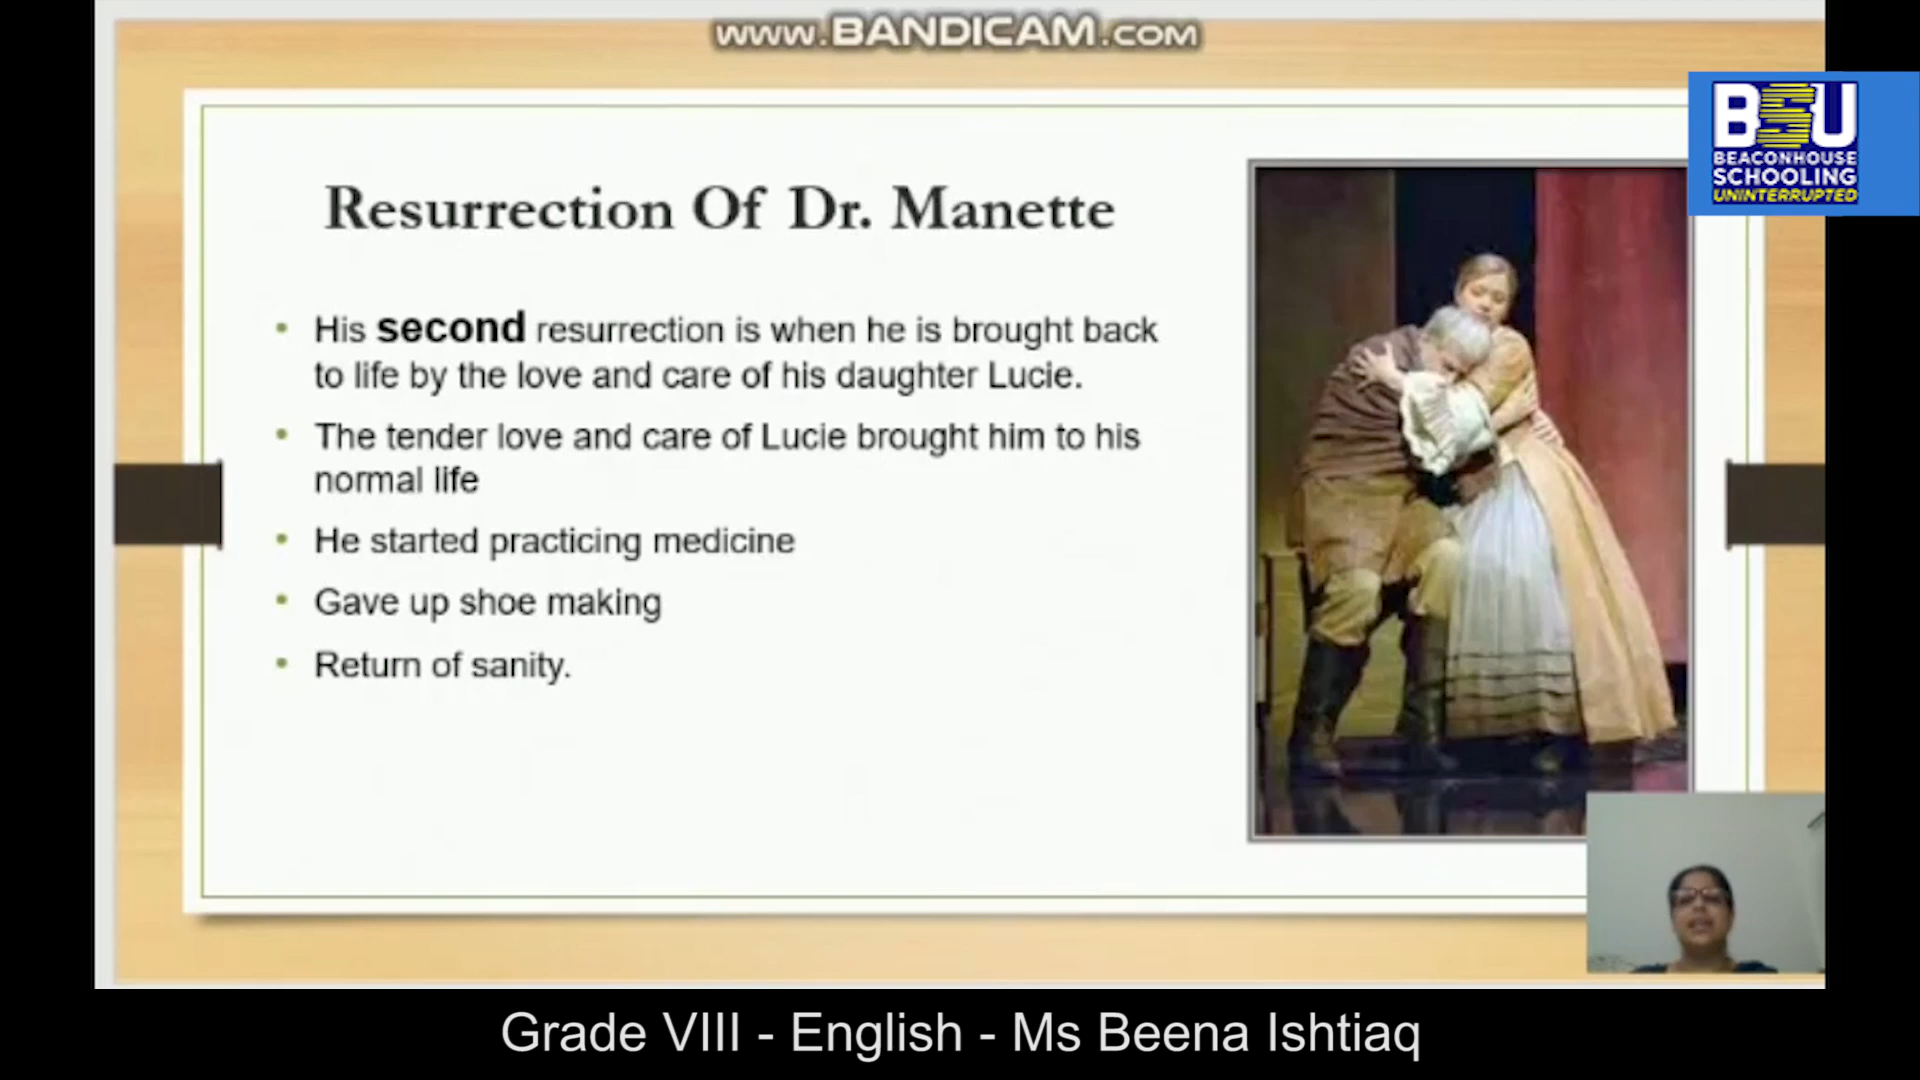 www.BANDICAM.com
BSU
BEACONHOUSE
SCHOOLING
UNINTERRUPTED
Resurrection Of Dr. Manette
• His second resurrection is when he is brought back
to life by the love and care of his daughter Lucie.
• The tender love and care of Lucie brought him to his
normal life
• He started practicing medicine
• Gave up shoe making
• Return of sanity.
Grade VIII - English - Ms Beena Ishtiaq